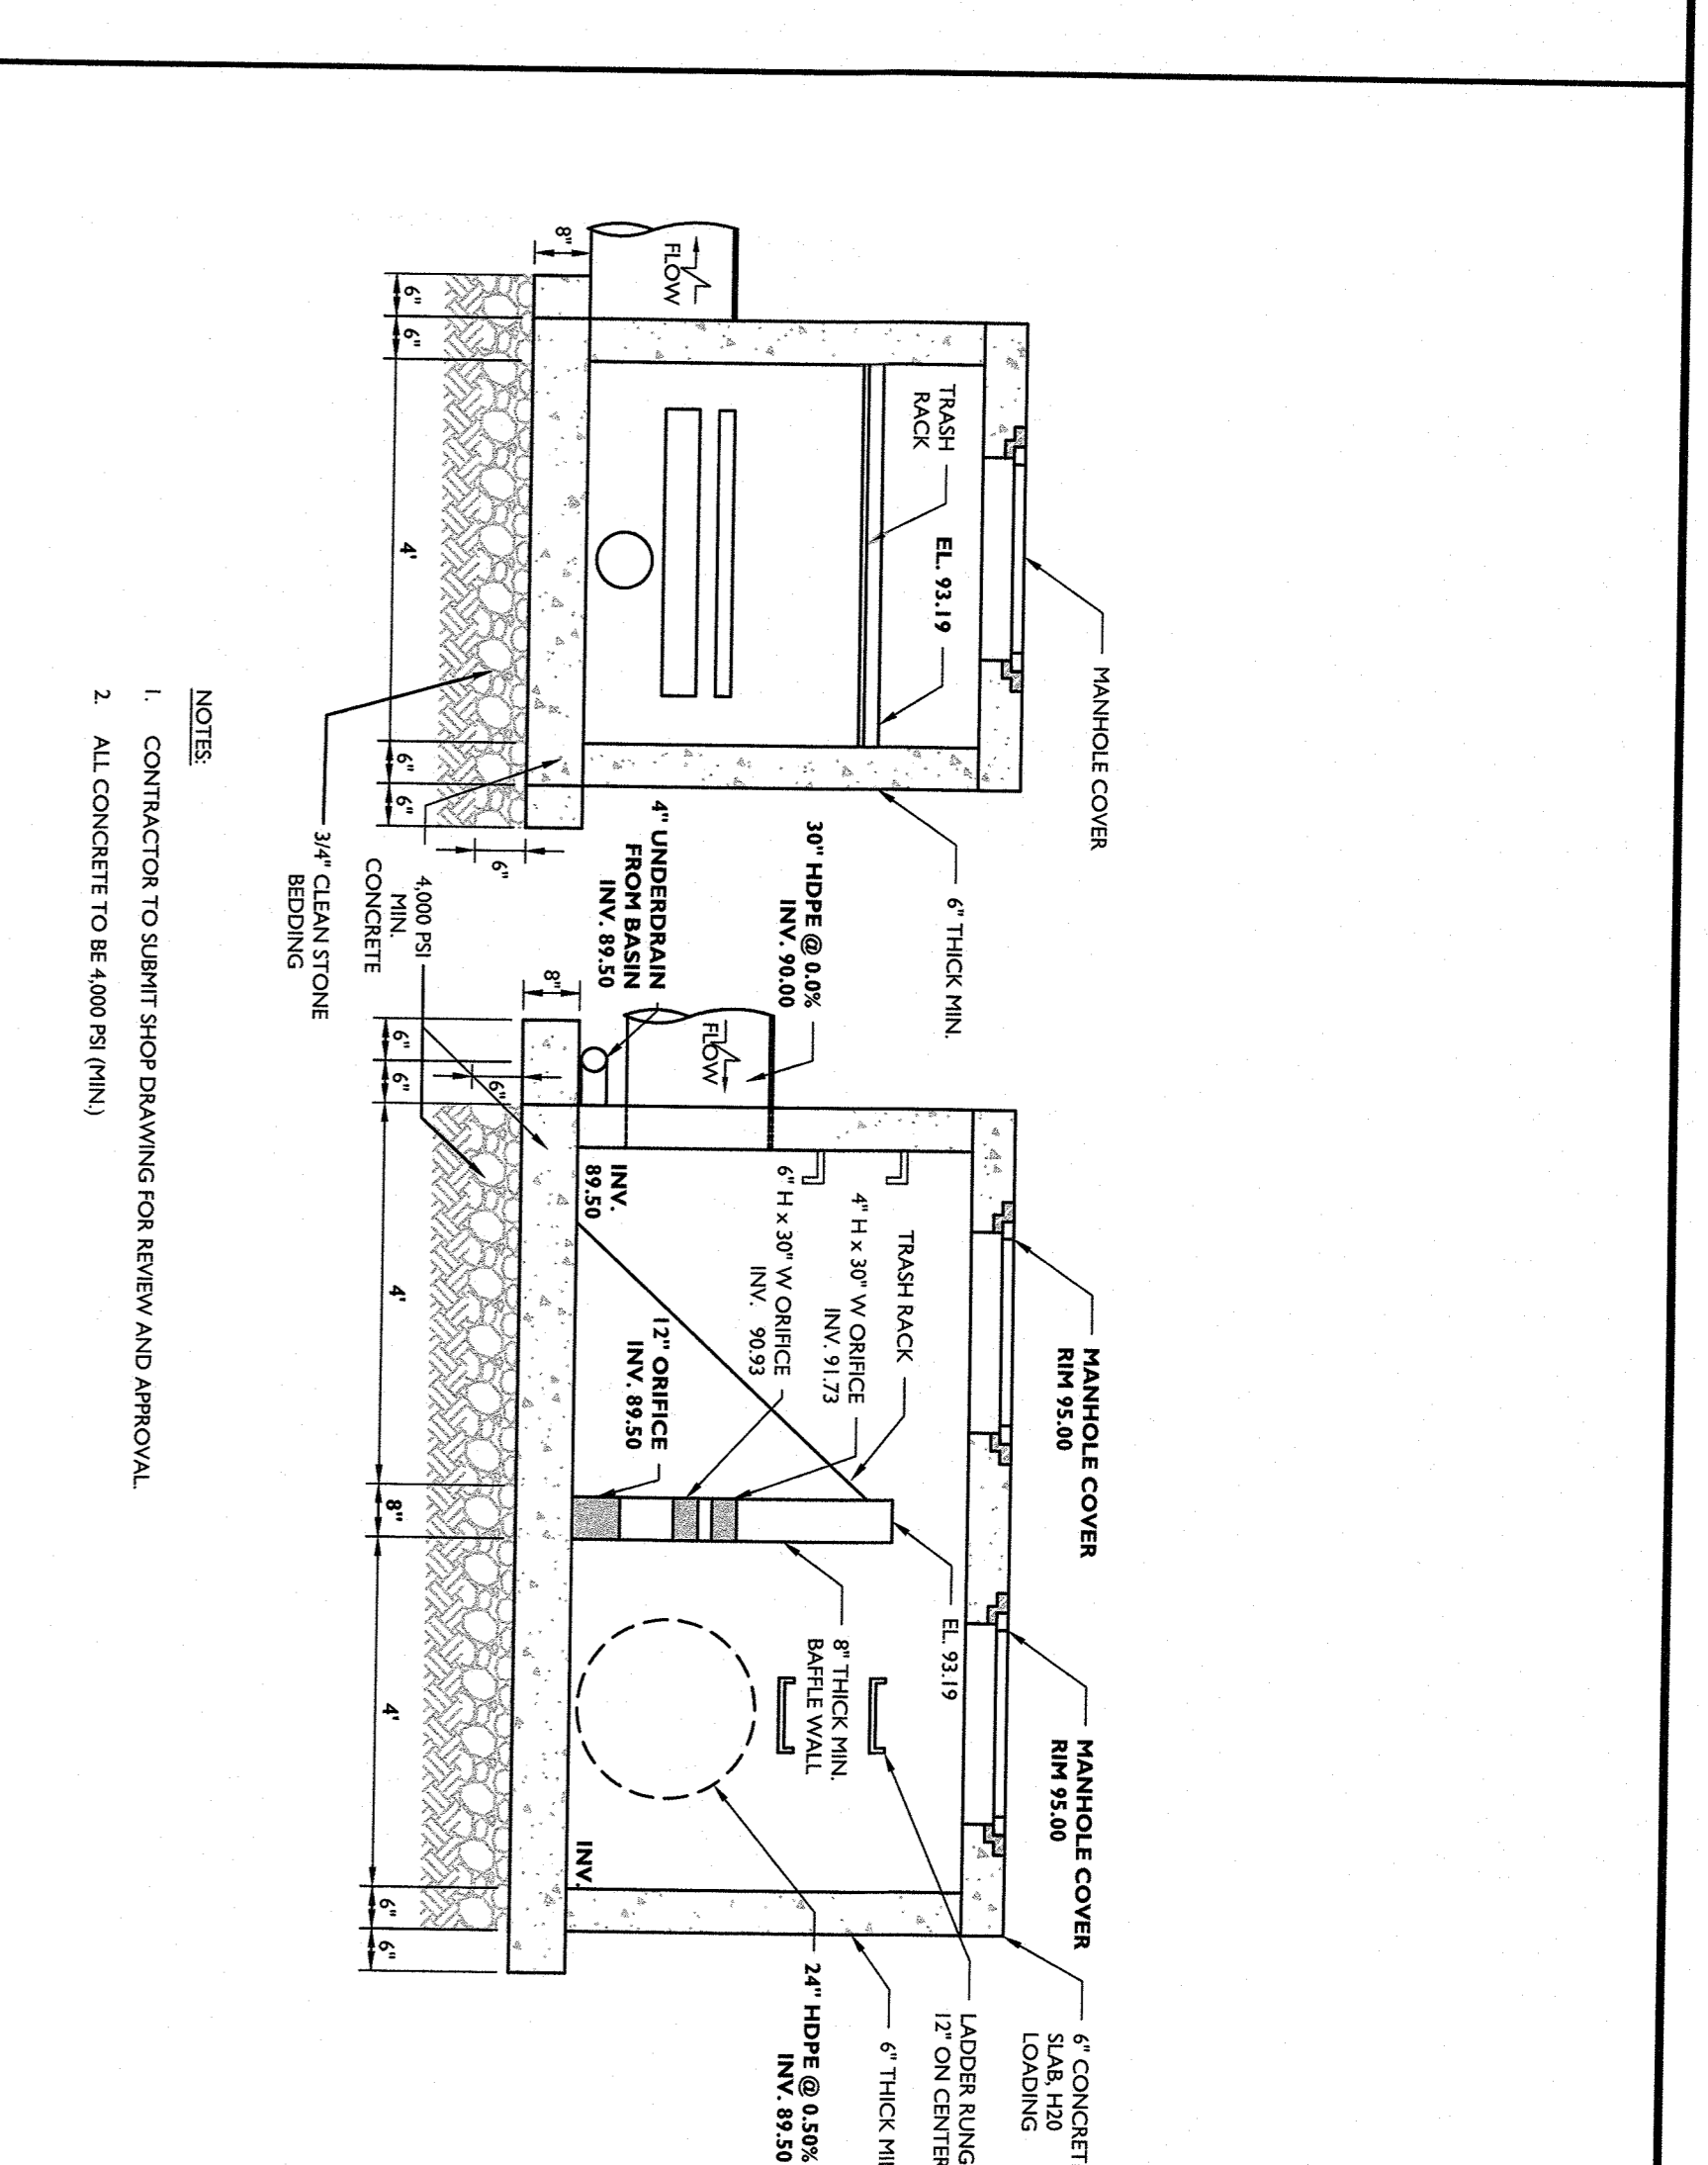 MANHOLE COVER
TRASH
RACK
EL. 93.19
FLOW
8"
6"
6"
4'
6"
6"
6"
6" THICK MIN.
3/4" CLEAN STONE
BEDDING
4,000 PSI
MIN.
CONCRETE
30" HDPE @ 0.0%
INV. 90.00
4" UNDERDRAIN
FROM BASIN
INV. 89.50
FLOW
8"
6"
6"
6"
4'
8"
4'
6"
6"
INV.
89.50
TRASH RACK
4" H x 30" W ORIFICE
INV. 91.73
6" H x 30" W ORIFICE
INV. 90.93
12" ORIFICE
INV. 89.50
MANHOLE COVER
RIM 95.00
MANHOLE COVER
RIM 95.00
EL. 93.19
8" THICK MIN.
BAFFLE WALL
INV.
6" CONCRET
SLAB, H20
LOADING
LADDER RUNG
12" ON CENTER
6" THICK MI
24" HDPE @ 0.50%
INV. 89.50
NOTES:
1. CONTRACTOR TO SUBMIT SHOP DRAWING FOR REVIEW AND APPROVAL.
2. ALL CONCRETE TO BE 4,000 PSI (MIN.)